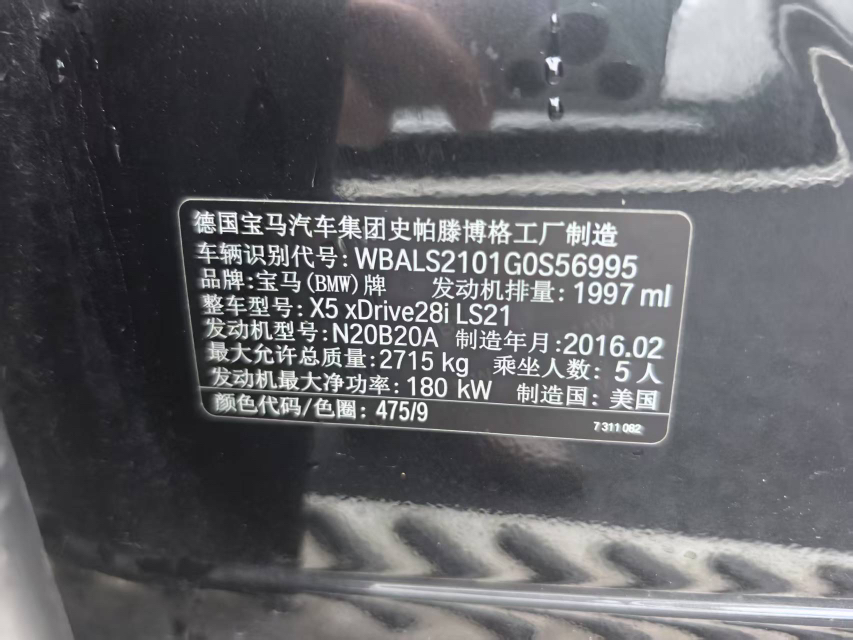 德国宝马汽车集团史帕滕博格工厂制造
车辆识别代号: WBALS2101G0S56995
品牌:宝马(BMW)牌 发动机排量: 1997 ml
整车型号: X5 xDrive28i LS21
发动机型号: N20B20A 制造年月: 2016.02
最大允许总质量: 2715 kg 乘坐人数: 5 人
发动机最大净功率: 180 kW 制造国: 美国
颜色代码/色圈: 475/9
7 311 082